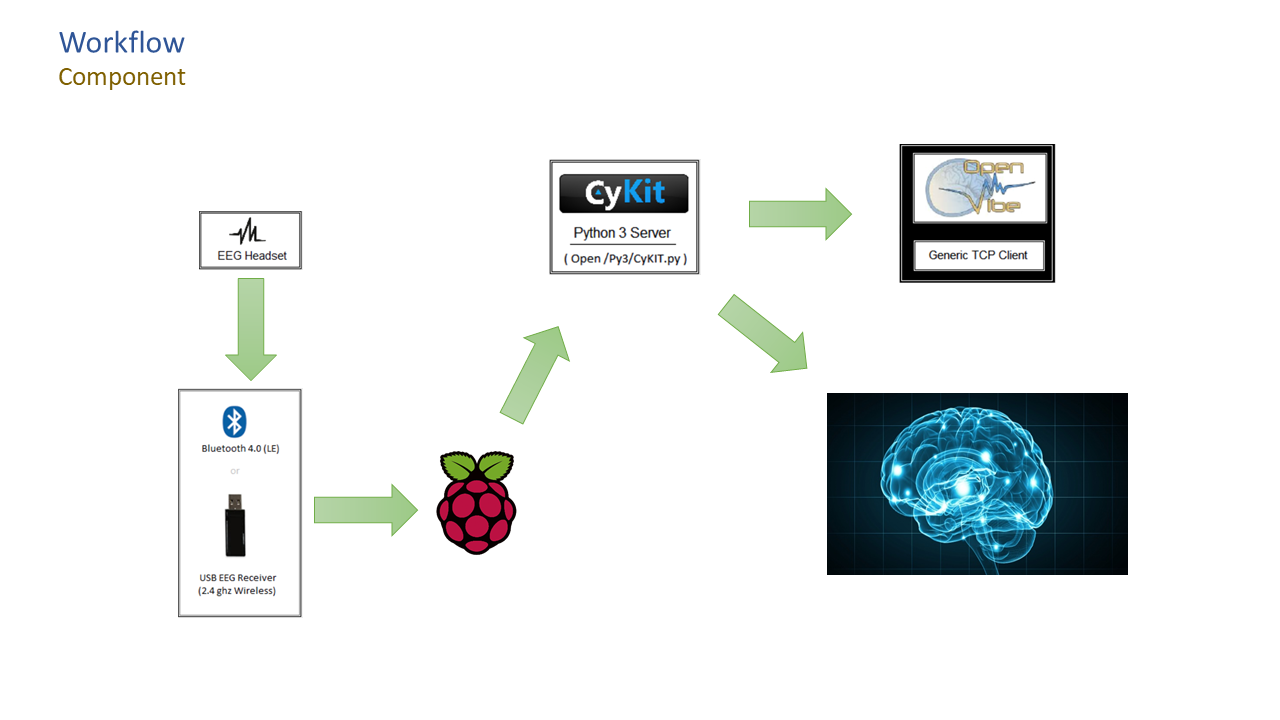 Workflow
Component
EEG Headset
Bluetooth 4.0 (LE)
or
USB EEG Receiver
(2.4 ghz Wireless)
CyKit
Python 3 Server
( Open /Py3/CyKIT.py )
Open
Vibe
Generic TCP Client